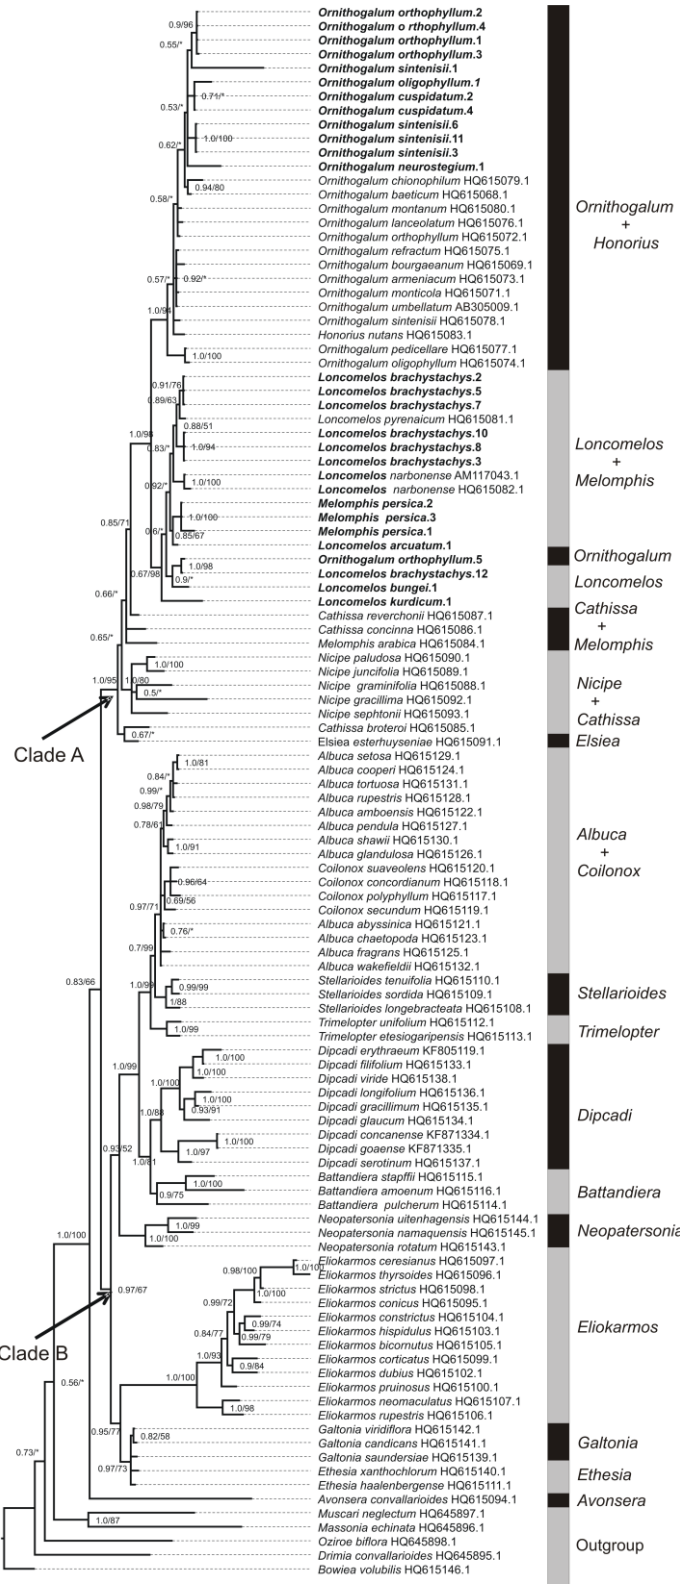 Ornithogalum orthophyllum.2
Ornithogalum o rthophyllum.4
Ornithogalum orthophyllum.1
Ornithogalum orthophyllum.3
Ornithogalum sintenisii.1
Ornithogalum oligophyllum.1
Ornithogalum cuspidatum.2
Ornithogalum cuspidatum.4
Ornithogalum sintenisii.6
Ornithogalum sintenisii.11
Ornithogalum sintenisii.3
Ornithogalum neurostegium.1
Ornithogalum chionophilum HQ615079.1
Ornithogalum baeticum HQ615068.1
Ornithogalum montanum HQ615080.1
Ornithogalum lanceolatum HQ615076.1
Ornithogalum orthophyllum HQ615072.1
Ornithogalum refractum HQ615075.1
Ornithogalum bourgaeanum HQ615069.1
Ornithogalum armeniacum HQ615073.1
Ornithogalum monticola HQ615071.1
Ornithogalum umbellatum AB305009.1
Ornithogalum sintenisii HQ615078.1
Honorius nutans HQ615083.1
Ornithogalum pedicellare HQ615077.1
Ornithogalum oligophyllum HQ615074.1
Loncomelos brachystachys.2
Loncomelos brachystachys.5
Loncomelos brachystachys.7
Loncomelos pyrenaicum HQ615081.1
Loncomelos brachystachys.10
Loncomelos brachystachys.8
Loncomelos brachystachys.3
Loncomelos narbonense AM117043.1
Loncomelos narbonense HQ615082.1
Melomphis persica.2
Melomphis persica.3
Melomphis persica.1
Loncomelos arcuatum.1
Ornithogalum orthophyllum.5
Loncomelos brachystachys.12
Loncomelos bungei.1
Loncomelos kurdicum.1
Cathissa reverchonii HQ615087.1
Cathissa concinna HQ615086.1
Melomphis arabica HQ615084.1
Nicipe paludosa HQ615090.1
Nicipe juncifolia HQ615089.1
Nicipe graminifolia HQ615088.1
Nicipe gracillima HQ615092.1
Nicipe sephtonii HQ615093.1
Cathissa broteroi HQ615085.1
Elsiea esterhuyseniae HQ615091.1
Albuca setosa HQ615129.1
Albuca cooperi HQ615124.1
Albuca tortuosa HQ615131.1
Albuca rupestris HQ615128.1
Albuca amboensis HQ615122.1
Albuca pendula HQ615127.1
Albuca shawii HQ615130.1
Albuca glandulosa HQ615126.1
Coilonox suaveolens HQ615120.1
Coilonox concordianum HQ615118.1
Coilonox polyphyllum HQ615117.1
Coilonox secundum HQ615119.1
Albuca abyssinica HQ615121.1
Albuca chaetopoda HQ615123.1
Albuca fragrans HQ615125.1
Albuca wakefieldii HQ615132.1
Stellarioides tenuifolia HQ615110.1
Stellarioides sordida HQ615109.1
Stellarioides longebracteata HQ615108.1
Trimelopter unifolium HQ615112.1
Trimelopter etesiogaripensis HQ615113.1
Dipcadi erythraeum KF805119.1
Dipcadi filifolium HQ615133.1
Dipcadi viride HQ615138.1
Dipcadi longifolium HQ615136.1
Dipcadi gracillimum HQ615135.1
Dipcadi glaucum HQ615134.1
Dipcadi concanense KF871334.1
Dipcadi goaense KF871335.1
Dipcadi serotinum HQ615137.1
Battandiera stapffii HQ615115.1
Battandiera amoenum HQ615116.1
Battandiera pulcherum HQ615114.1
Neopatersonia uitenhagensis HQ615144.1
Neopatersonia namaquensis HQ615145.1
Neopatersonia rotatum HQ615143.1
Eliokarmos ceresianus HQ615097.1
Eliokarmos thyrsoides HQ615096.1
Eliokarmos strictus HQ615098.1
Eliokarmos conicus HQ615095.1
Eliokarmos constrictus HQ615104.1
Eliokarmos hispidulus HQ615103.1
Eliokarmos bicornutus HQ615105.1
Eliokarmos corticatus HQ615099.1
Eliokarmos dubius HQ615102.1
Eliokarmos pruinosus HQ615100.1
Eliokarmos neomaculatus HQ615107.1
Eliokarmos rupestris HQ615106.1
Galtonia viridiflora HQ615142.1
Galtonia candicans HQ615141.1
Galtonia saundersiae HQ615139.1
Ethesia xanthochlorum HQ615140.1
Ethesia haalenbergense HQ615111.1
Avonsera convallarioides HQ615094.1
Muscari neglectum HQ645897.1
Massonia echinata HQ645896.1
Oziroe biflora HQ645898.1
Drimia convallarioides HQ645895.1
Bowiea volubilis HQ615146.1
Ornithogalum
+
Honorius
Loncomelos
+
Melomphis
Ornithogalum
Loncomelos
Cathissa
+
Melomphis
Nicipe
+
Cathissa
Elsiea
Albuca
+
Coilonox
Stellarioides
Trimelopter
Dipcadi
Battandiera
Neopatersonia
Eliokarmos
Galtonia
Ethesia
Avonsera
Outgroup
Clade A
Clade B
0.9/96
0.55/*
0.71/*
0.53/*
1.0/100
0.62/*
0.94/80
0.58/*
0.57/*
0.92/*
1.0/94
1.0/100
0.91/76
0.89/63
0.88/51
1.0/98
0.83/*
1.0/94
1.0/100
0.92/*
1.0/100
0.85/71
0.6/*
0.85/67
1.0/98
0.67/98
0.9/*
0.66/*
0.65/*
1.0/100
1.0/95
1.0/80
0.5/*
0.67/*
1.0/81
0.84/*
0.99/*
0.98/79
0.78/61
1.0/91
0.96/64
0.69/56
0.97/71
0.76/*
0.7/99
0.83/66
1.0/99
0.99/99
1/88
1.0/99
1.0/100
1.0/99
1.0/100
1.0/100
1.0/100
0.93/91
1.0/88
1.0/100
0.93/52
1.0/97
1.0/81
1.0/100
0.9/75
1.0/99
1.0/100
1.0/100
0.98/100
1.0/100
0.97/67
1.0/100
0.99/72
0.99/74
0.84/77
0.99/79
1.0/93
0.9/84
1.0/100
0.56/*
1.0/98
0.95/77
0.82/58
0.73/*
0.97/73
1.0/87